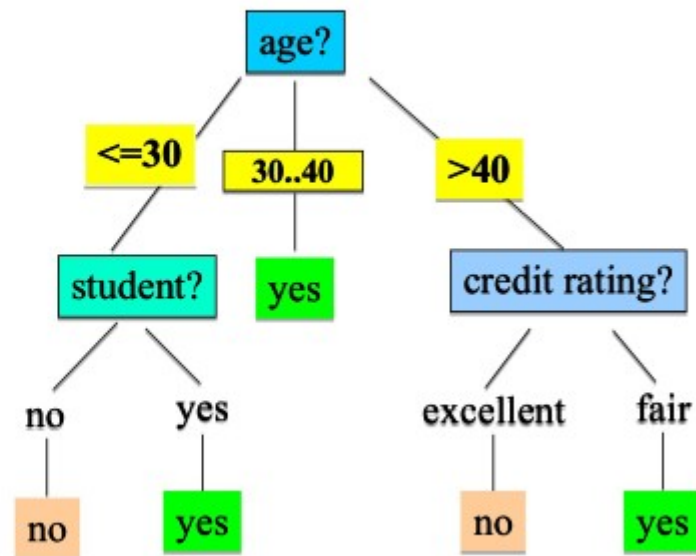 age?
<=30
30..40
>40
student?
yes
credit rating?
no
yes
excellent
fair
no
yes
no
yes